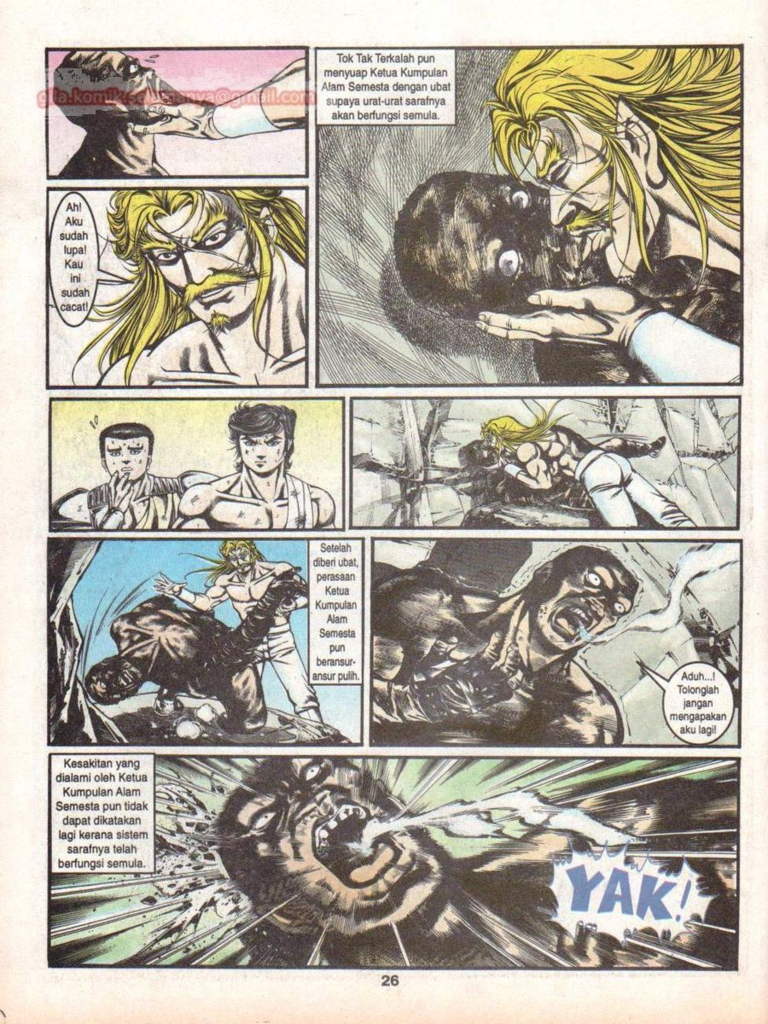 Tok Tak Terkalah pun
menyuap Ketua Kumpulan
Alam Semesta dengan ubat
supaya urat-urat sarafnya
akan berfungsi semula.
Ah!
Aku
sudah
lupa!
Kau
ini
sudah
cacat!
Setelah
diberi ubat,
perasaan
Ketua
Kumpulan
Alam
Semesta
pun
beransur-
ansur pulih.
Aduh...!
Tolonglah
jangan
mengapakan
aku lagi!
Kesakitan yang
dialami oleh Ketua
Kumpulan Alam
Semesta pun tidak
dapat dikatakan
lagi kerana sistem
sarafnya telah
berfungsi semula.
YAK!
26